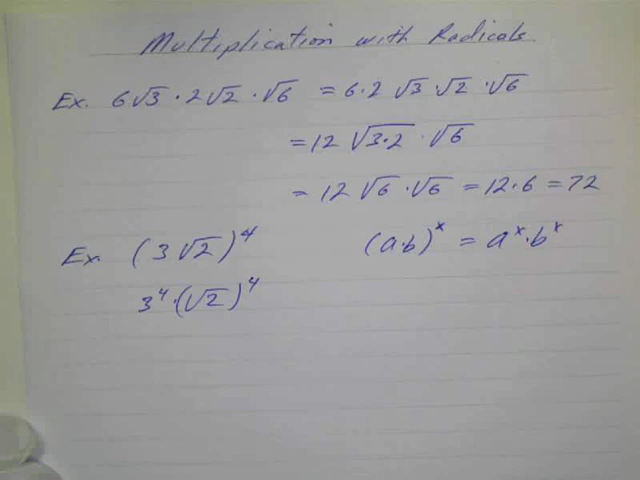 Multiplication with Radicals
Ex. 6√3 · 2√2 · √6 = 6·2 √3 · √2 · √6
= 12 √3·2 · √6
= 12 √6 · √6 = 12·6 = 72
Ex. (3√2)⁴ (a·b)ˣ = aˣ·bˣ
3⁴·(√2)⁴